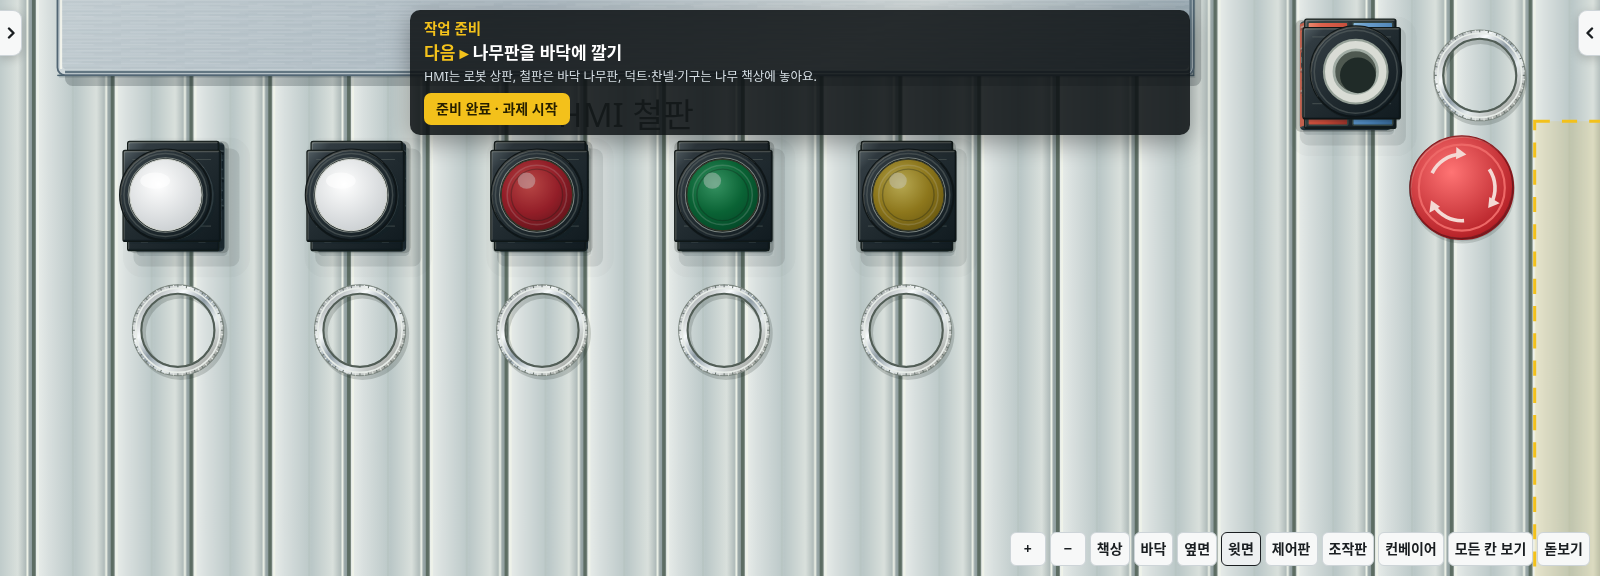 작업 준비
다음 ▸ 나무판을 바닥에 깔기
HMI는 로봇 상판, 철판은 바닥 나무판, 덕트·찬넬·기구는 나무 책상에 놓아요.
준비 완료 · 과제 시작
HMI 철판
+
−
책상
바닥
옆면
윗면
제어판
조작판
컨베이어
모든 칸 보기
돋보기